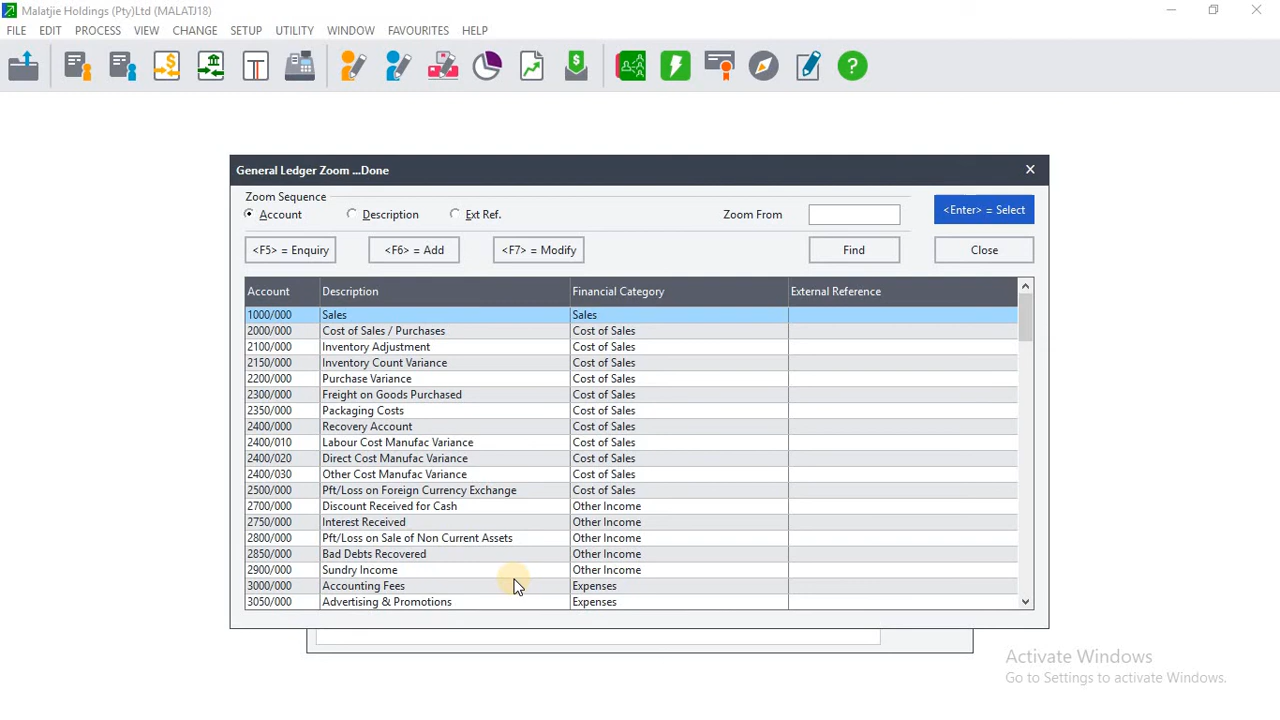 Malatjie Holdings (Pty)Ltd (MALATJ18)
FILE EDIT PROCESS VIEW CHANGE SETUP UTILITY WINDOW FAVOURITES HELP
General Ledger Zoom ...Done
Zoom Sequence
Account Description Ext Ref. Zoom From <Enter> = Select
<F5> = Enquiry <F6> = Add <F7> = Modify Find Close
Account Description Financial Category External Reference
1000/000 Sales Sales
2000/000 Cost of Sales / Purchases Cost of Sales
2100/000 Inventory Adjustment Cost of Sales
2150/000 Inventory Count Variance Cost of Sales
2200/000 Purchase Variance Cost of Sales
2300/000 Freight on Goods Purchased Cost of Sales
2350/000 Packaging Costs Cost of Sales
2400/000 Recovery Account Cost of Sales
2400/010 Labour Cost Manufac Variance Cost of Sales
2400/020 Direct Cost Manufac Variance Cost of Sales
2400/030 Other Cost Manufac Variance Cost of Sales
2500/000 Pft/Loss on Foreign Currency Exchange Cost of Sales
2700/000 Discount Received for Cash Other Income
2750/000 Interest Received Other Income
2800/000 Pft/Loss on Sale of Non Current Assets Other Income
2850/000 Bad Debts Recovered Other Income
2900/000 Sundry Income Other Income
3000/000 Accounting Fees Expenses
3050/000 Advertising & Promotions Expenses
Activate Windows
Go to Settings to activate Windows.